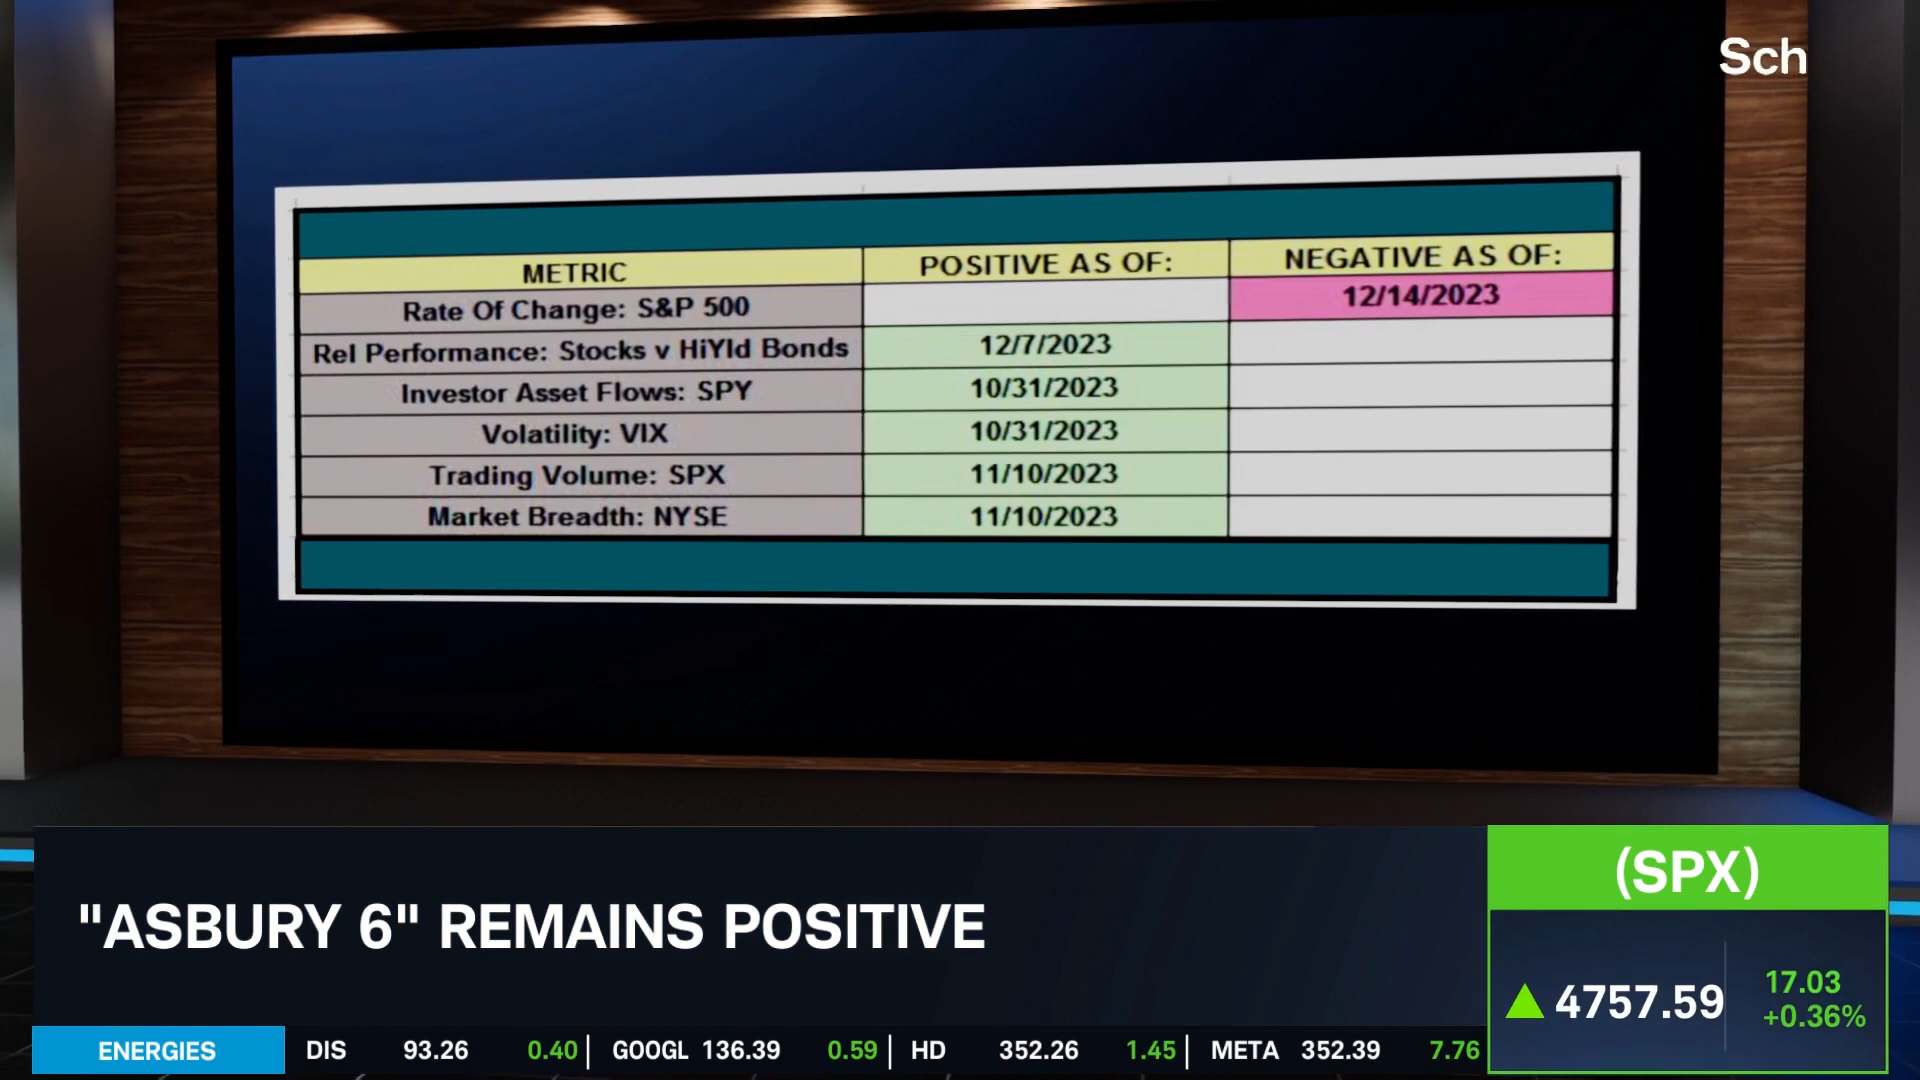 Sch
METRIC POSITIVE AS OF: NEGATIVE AS OF:
Rate Of Change: S&P 500 12/14/2023
Rel Performance: Stocks v HiYld Bonds 12/7/2023
Investor Asset Flows: SPY 10/31/2023
Volatility: VIX 10/31/2023
Trading Volume: SPX 11/10/2023
Market Breadth: NYSE 11/10/2023
"ASBURY 6" REMAINS POSITIVE
(SPX)
4757.59
17.03
+0.36%
ENERGIES DIS 93.26 0.40 GOOGL 136.39 0.59 HD 352.26 1.45 META 352.39 7.76